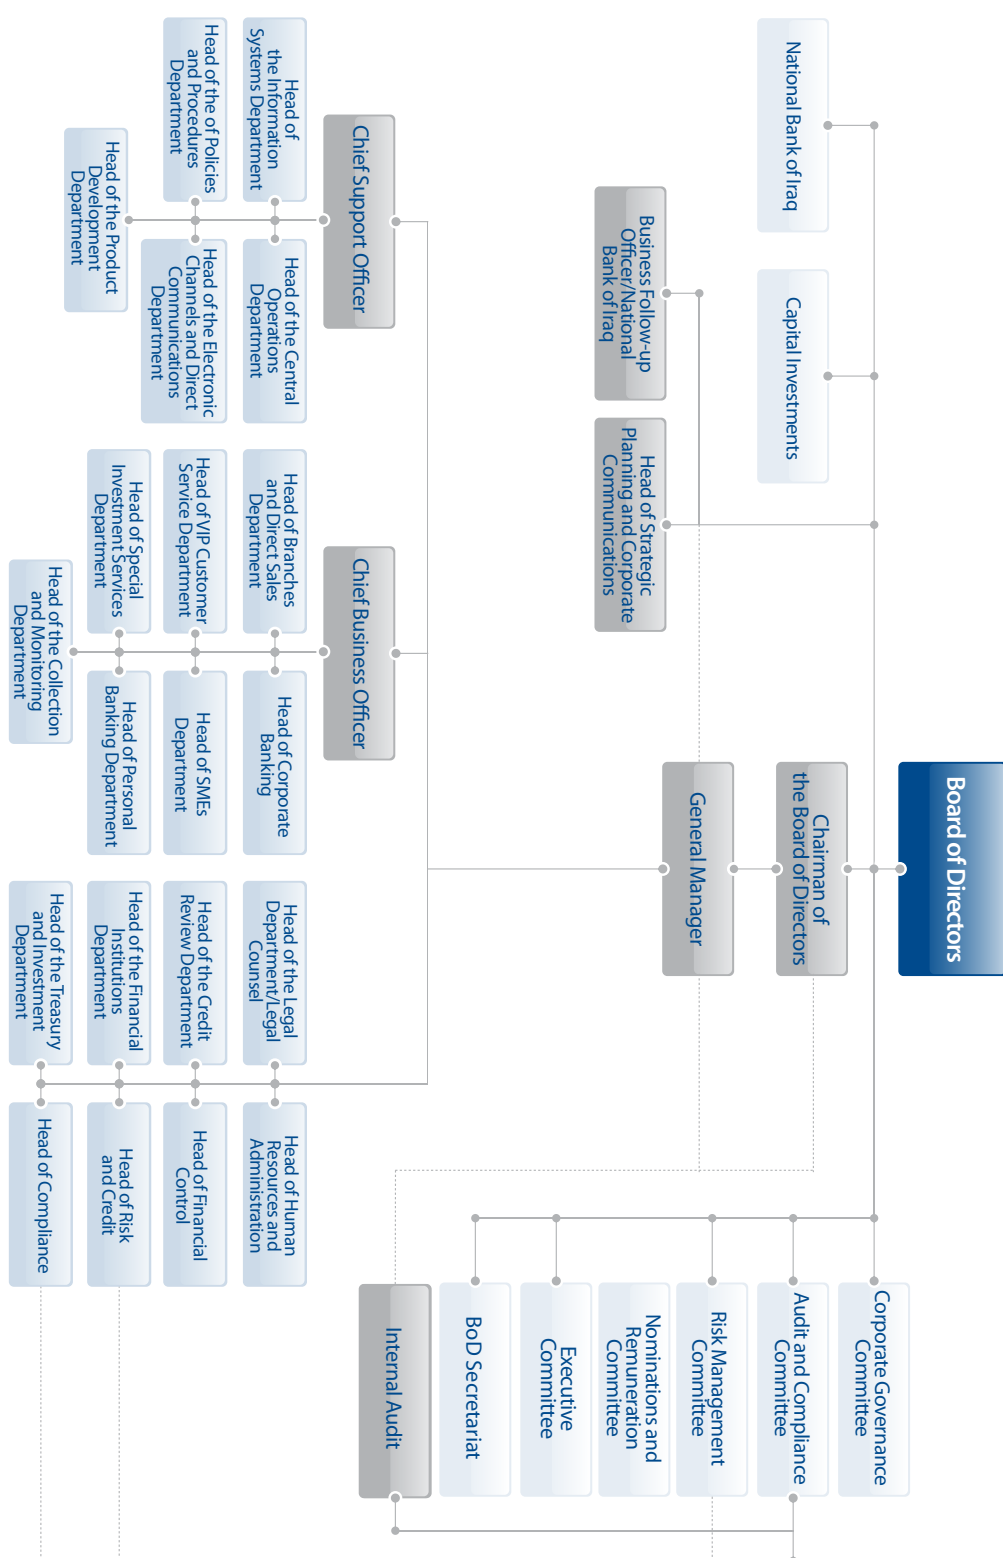 Board of Directors
Chairman of
the Board of Directors
General Manager
National Bank of Iraq
Capital Investments
Business Follow-up
Officer/National
Bank of Iraq
Head of Strategic
Planning and Corporate
Communications
Corporate Governance
Committee
Audit and Compliance
Committee
Risk Management
Committee
Nominations and
Remuneration
Committee
Executive
Committee
BoD Secretariat
Internal Audit
Chief Support Officer
Head of
the Information
Systems Department
Head of the Central
Operations
Department
Head of the of Policies
and Procedures
Department
Head of the Electronic
Channels and Direct
Communications
Department
Head of the Product
Development
Department
Chief Business Officer
Head of Branches
and Direct Sales
Department
Head of Corporate
Banking
Head of VIP Customer
Service Department
Head of SMEs
Department
Head of Special
Investment Services
Department
Head of Personal
Banking Department
Head of the Collection
and Monitoring
Department
Head of the Legal
Department/Legal
Counsel
Head of Human
Resources and
Administration
Head of the Credit
Review Department
Head of Financial
Control
Head of the Financial
Institutions
Department
Head of Risk
and Credit
Head of the Treasury
and Investment
Department
Head of Compliance